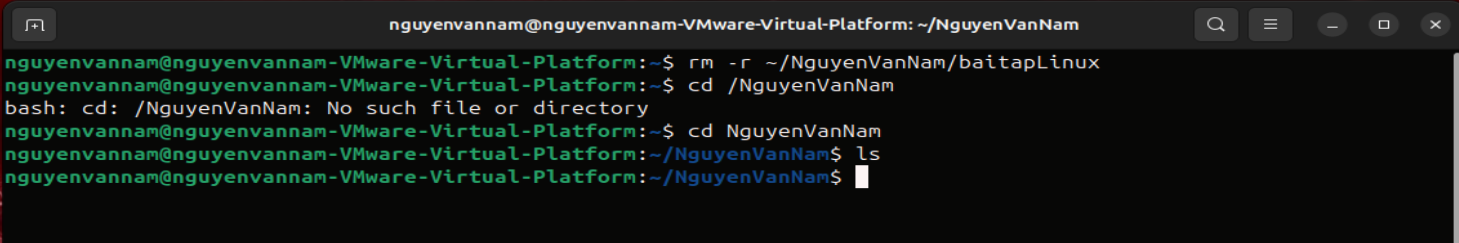 nguyenvannam@nguyenvannam-VMware-Virtual-Platform: ~/NguyenVanNam
nguyenvannam@nguyenvannam-VMware-Virtual-Platform:~$ rm -r ~/NguyenVanNam/baitapLinux
nguyenvannam@nguyenvannam-VMware-Virtual-Platform:~$ cd /NguyenVanNam
bash: cd: /NguyenVanNam: No such file or directory
nguyenvannam@nguyenvannam-VMware-Virtual-Platform:~$ cd NguyenVanNam
nguyenvannam@nguyenvannam-VMware-Virtual-Platform:~/NguyenVanNam$ ls
nguyenvannam@nguyenvannam-VMware-Virtual-Platform:~/NguyenVanNam$